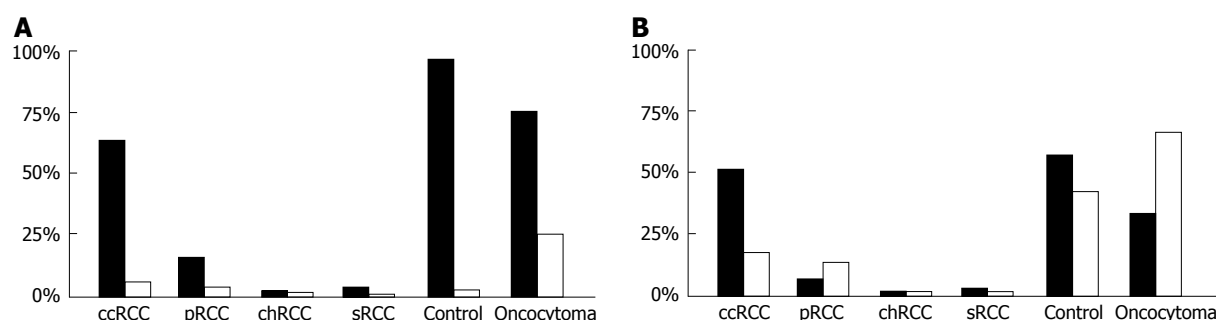 A
100%
75%
50%
25%
0%
ccRCC pRCC chRCC sRCC Control Oncocytoma
B
100%
75%
50%
25%
0%
ccRCC pRCC chRCC sRCC Control Oncocytoma